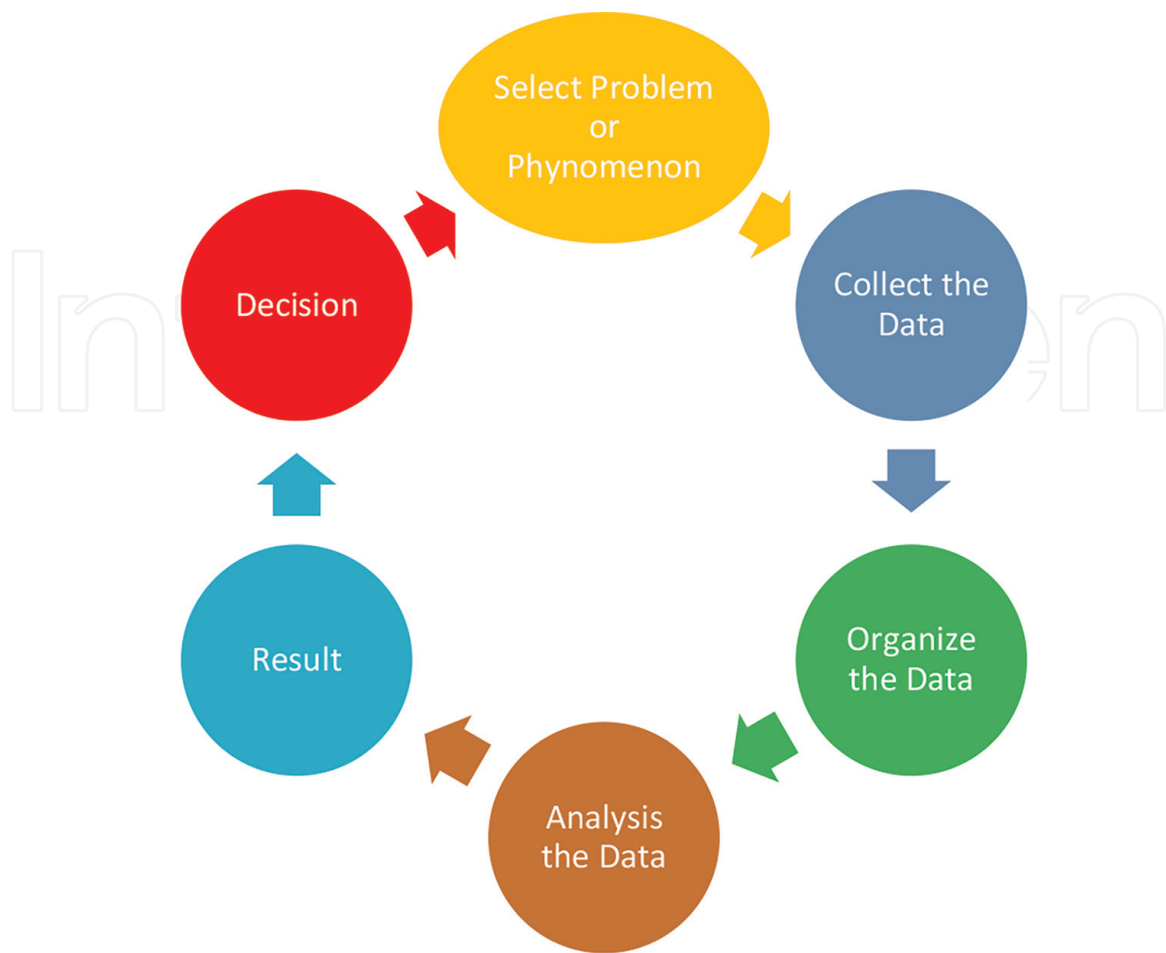 Select Problem
or
Phynomenon
Collect the
Data
Organize
the Data
Analysis
the Data
Result
Decision